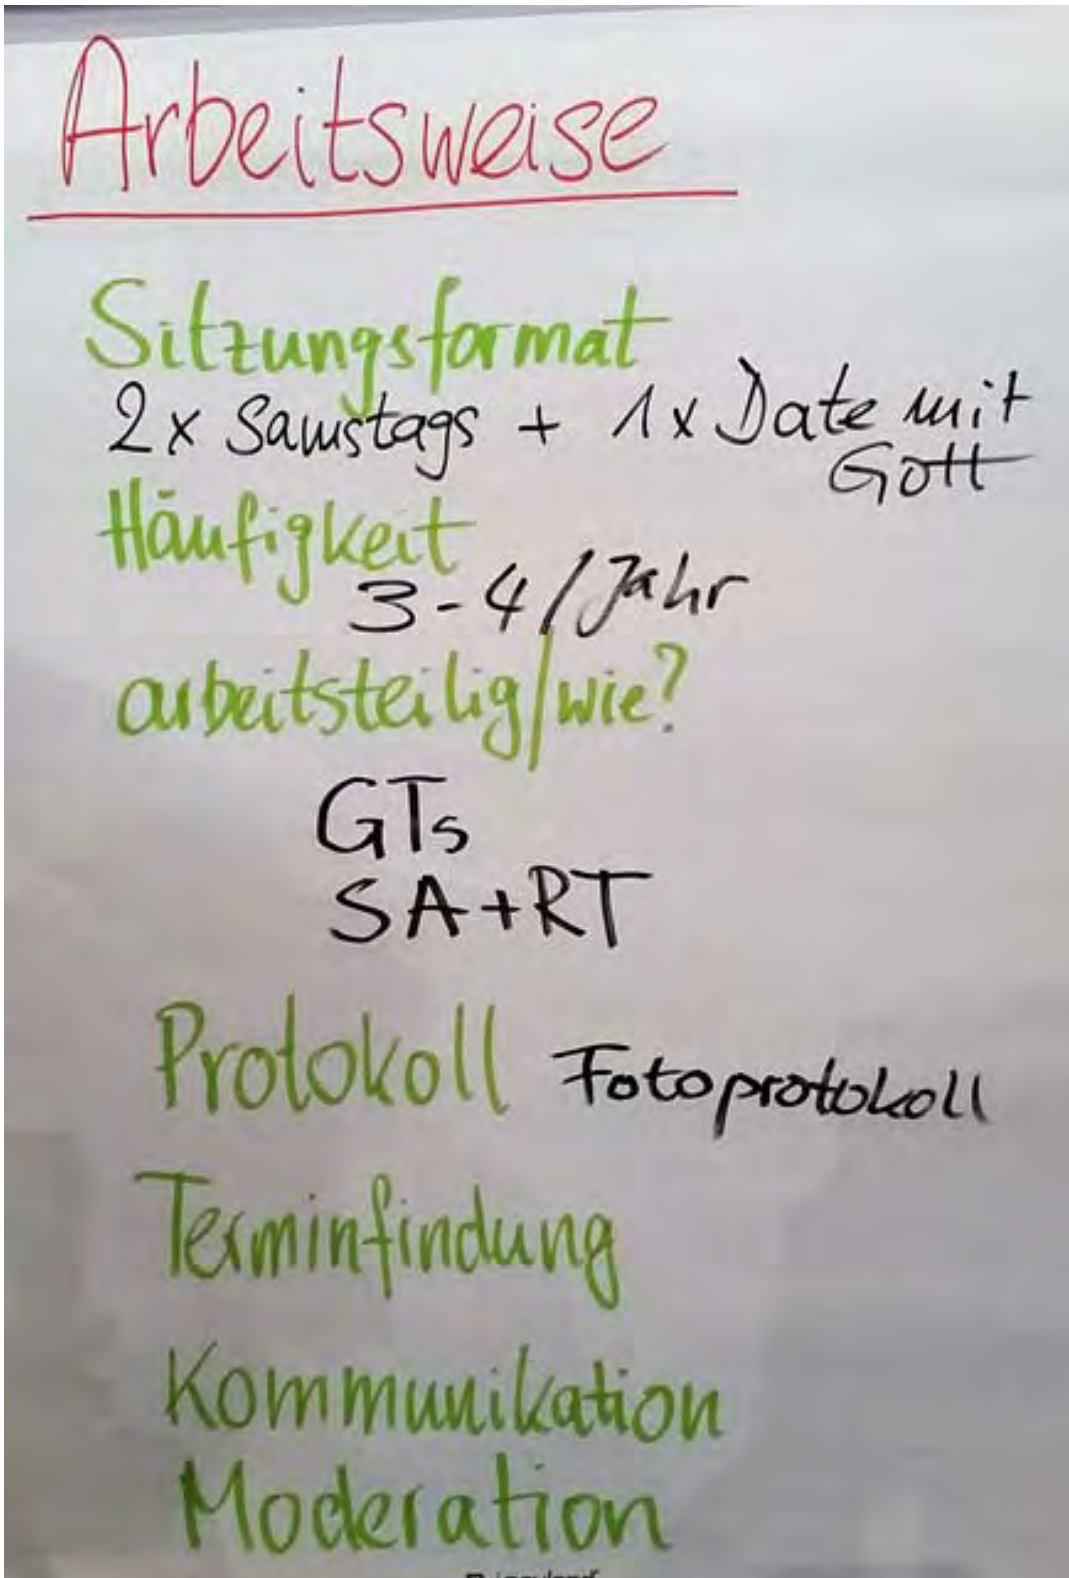 Arbeitsweise
Sitzungsformat
2x Samstags + 1x Date mit
Gott
Häufigkeit
3-4/Jahr
arbeitsteilig/wie?
GTs
SA+RT
Protokoll Fotoprotokoll
Terminfindung
Kommunikation
Moderation